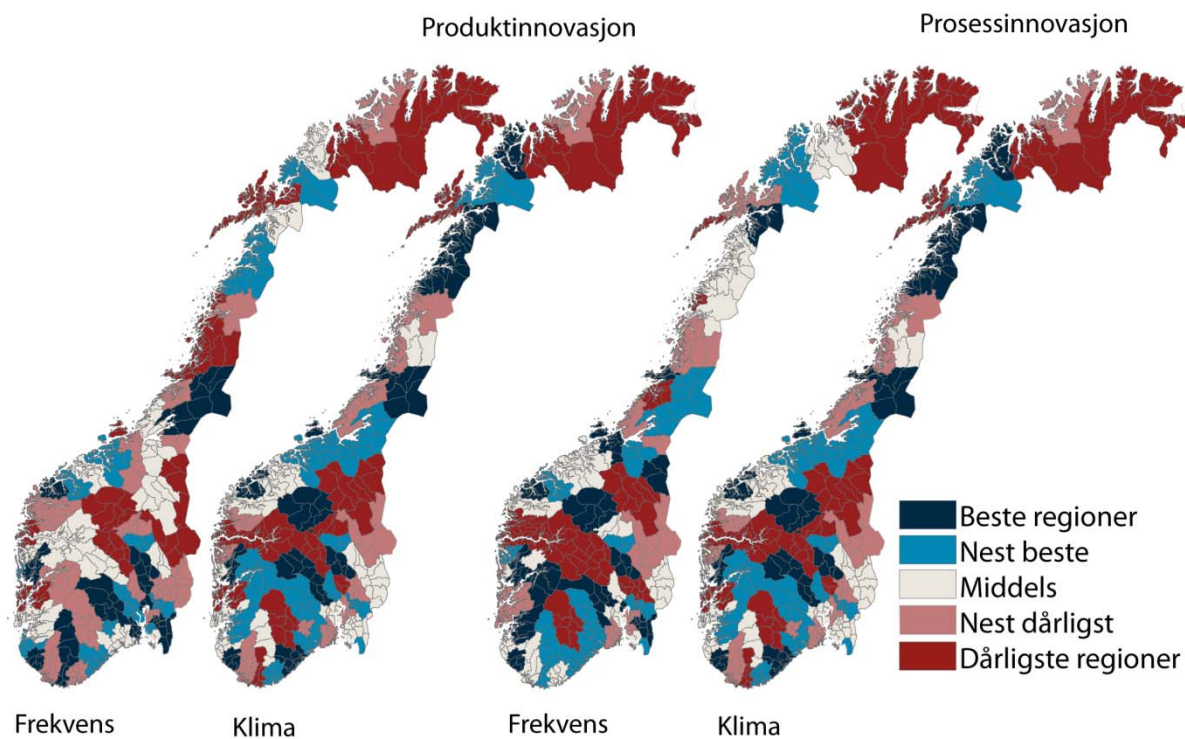 Produktinnovasjon
Prosessinnovasjon
Beste regioner
Nest beste
Middels
Nest dårligst
Dårligste regioner
Frekvens
Klima
Frekvens
Klima